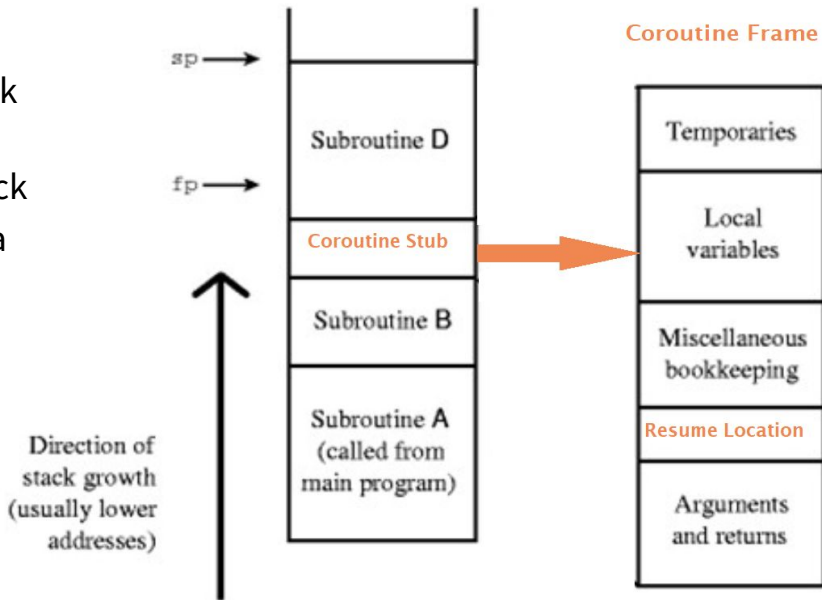 k
ck
a
sp
fp
Subroutine D
Coroutine Stub
Subroutine B
Subroutine A
(called from
main program)
Direction of
stack growth
(usually lower
addresses)
Coroutine Frame
Temporaries
Local
variables
Miscellaneous
bookkeeping
Resume Location
Arguments
and returns